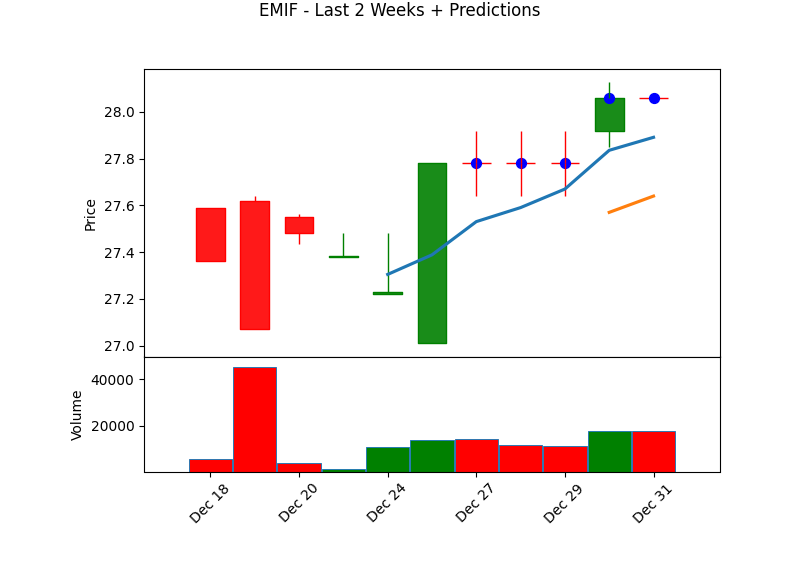 EMIF - Last 2 Weeks + Predictions
Price
28.0
27.8
27.6
27.4
27.2
27.0
Volume
40000
20000
Dec 18
Dec 20
Dec 24
Dec 27
Dec 29
Dec 31